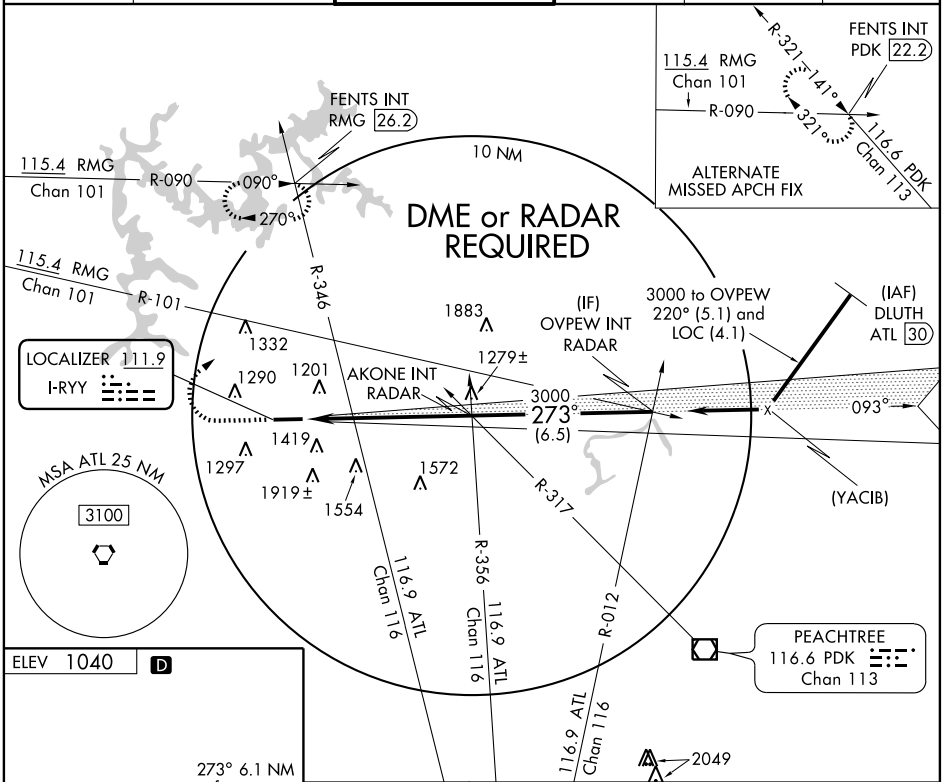 FENTS INT
PDK 22.2
R-321
141°
115.4 RMG
Chan 101
R-090
321°
116.6 PDK
Chan 113
ALTERNATE
MISSED APCH FIX
FENTS INT
RMG 26.2
10 NM
115.4 RMG
Chan 101
R-090
090°
270°
DME or RADAR
REQUIRED
115.4 RMG
Chan 101
R-101
R-346
1883
(IF)
OVPEW INT
RADAR
3000 to OVPEW
220° (5.1) and
LOC (4.1)
(IAF)
DLUTH
ATL 30
LOCALIZER 111.9
I-RYY
1332
1290
1201
1279±
AKONE INT
RADAR
3000
273°
(6.5)
093°
1419
1297
1919±
1554
1572
(YACIB)
MSA ATL 25 NM
3100
R-317
R-356
116.9 ATL
Chan 116
116.9 ATL
Chan 116
R-012
116.9 ATL
Chan 116
PEACHTREE
116.6 PDK
Chan 113
2049
ELEV 1040 D
273° 6.1 NM